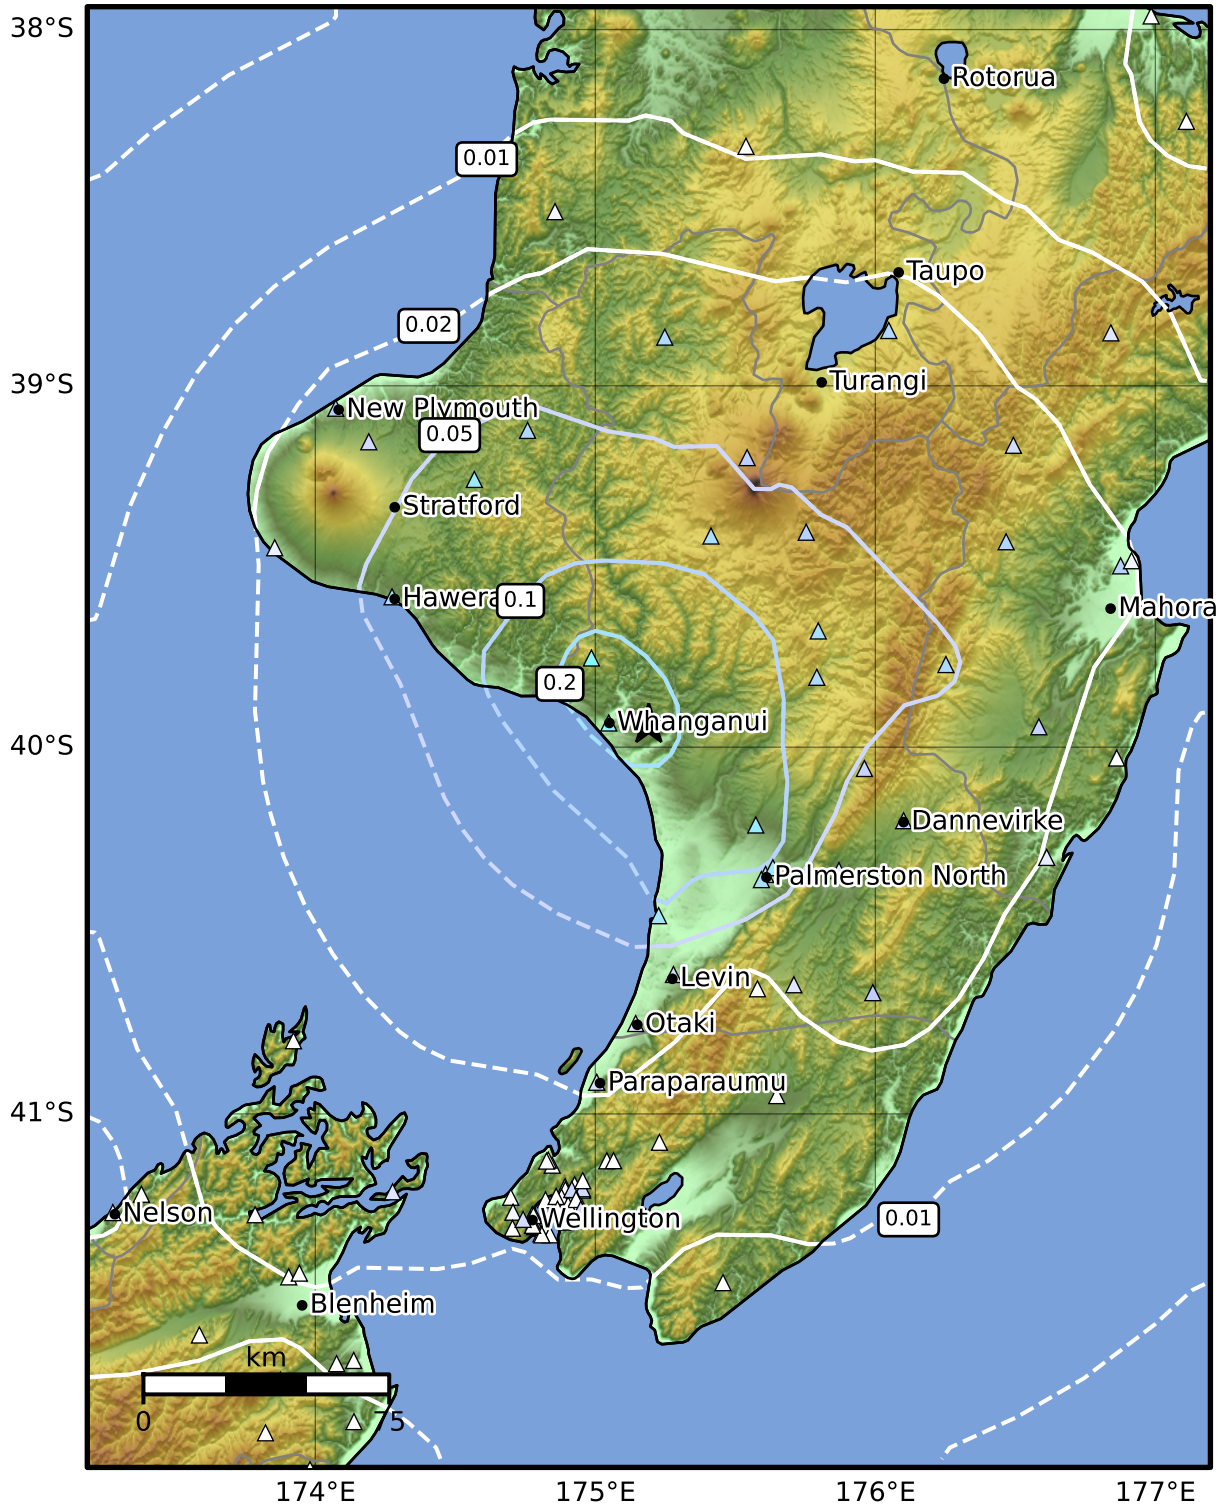 38°S
Rotorua
0.01
Taupo
0.02
39°S
Turangi
New Plymouth
0.05
Stratford
Hawera
0.1
Mahora
0.2
Whanganui
40°S
Dannevirke
Palmerston North
Levin
Otaki
Paraparaumu
41°S
Nelson
Wellington
0.01
Blenheim
km
0
75
174°E
175°E
176°E
177°E